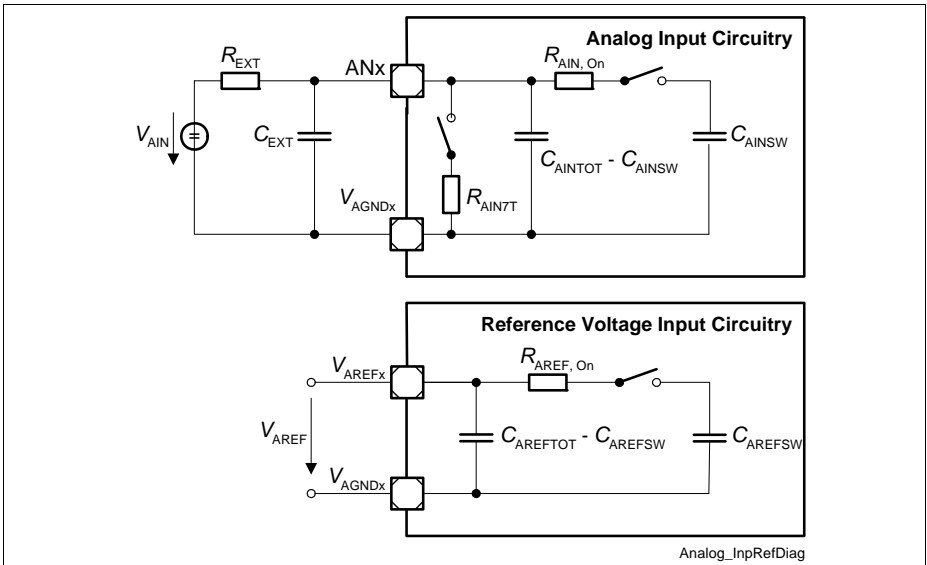 Analog Input Circuitry
R_EXT
ANx
R_AIN, On
V_AIN
C_EXT
C_AINTOT - C_AINSW
C_AINSW
V_AGNDx
R_AIN7T
Reference Voltage Input Circuitry
V_AREFx
R_AREF, On
V_AREF
C_AREFTOT - C_AREFSW
C_AREFSW
V_AGNDx
Analog_InpRefDiag